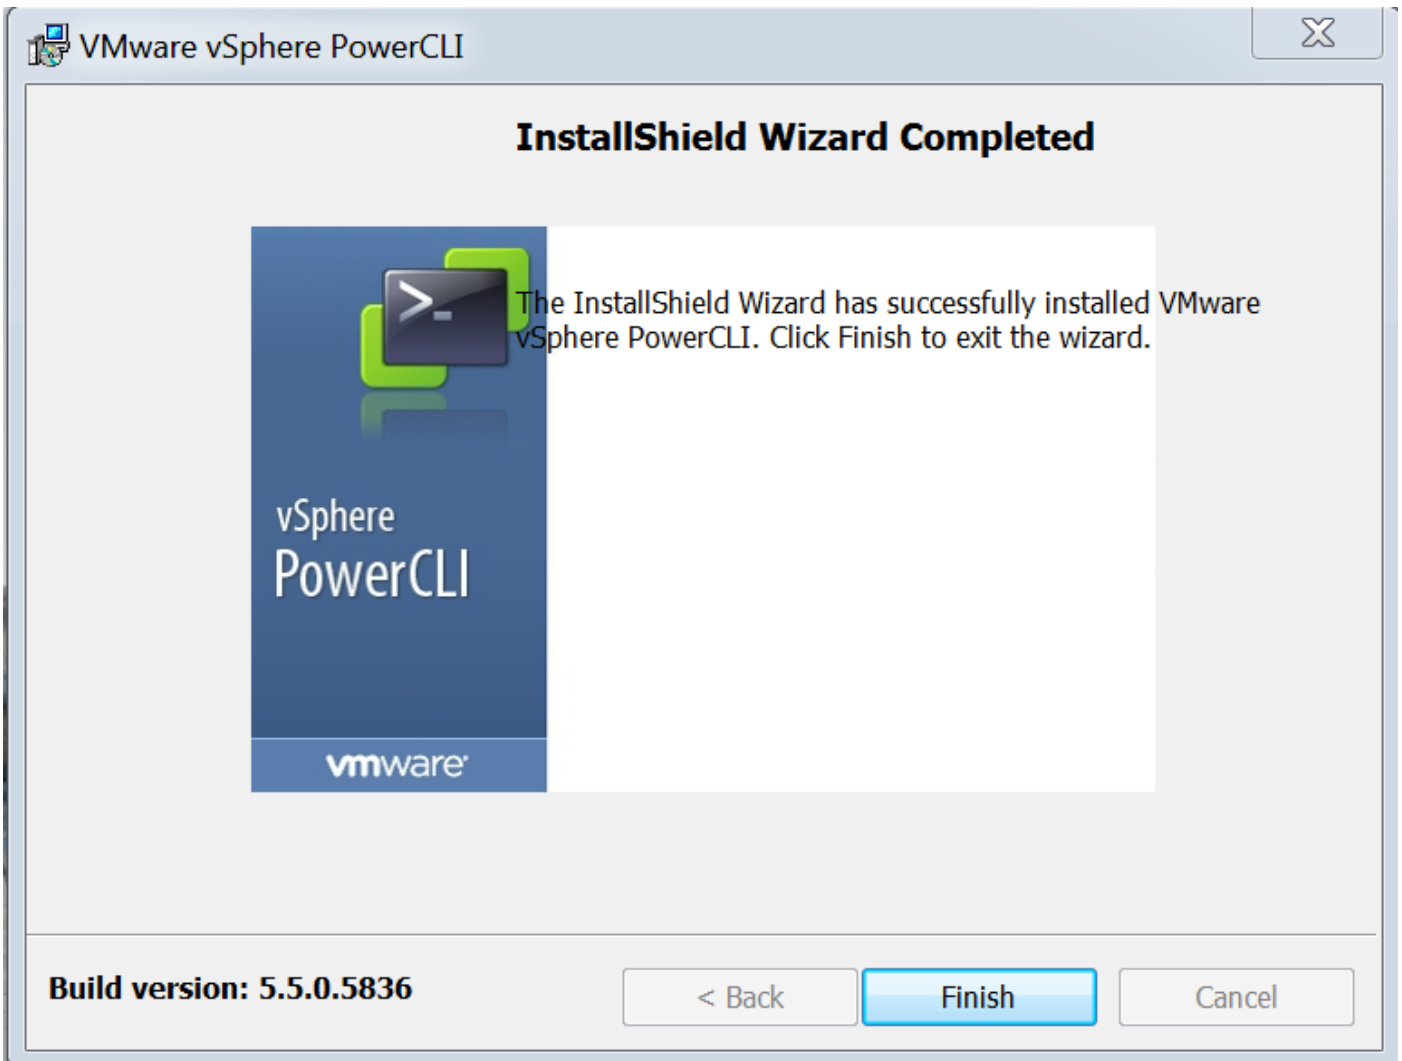 VMware vSphere PowerCLI
InstallShield Wizard Completed
>_
The InstallShield Wizard has successfully installed VMware
vSphere PowerCLI. Click Finish to exit the wizard.
vSphere
PowerCLI
vmware
Build version: 5.5.0.5836
< Back
Finish
Cancel